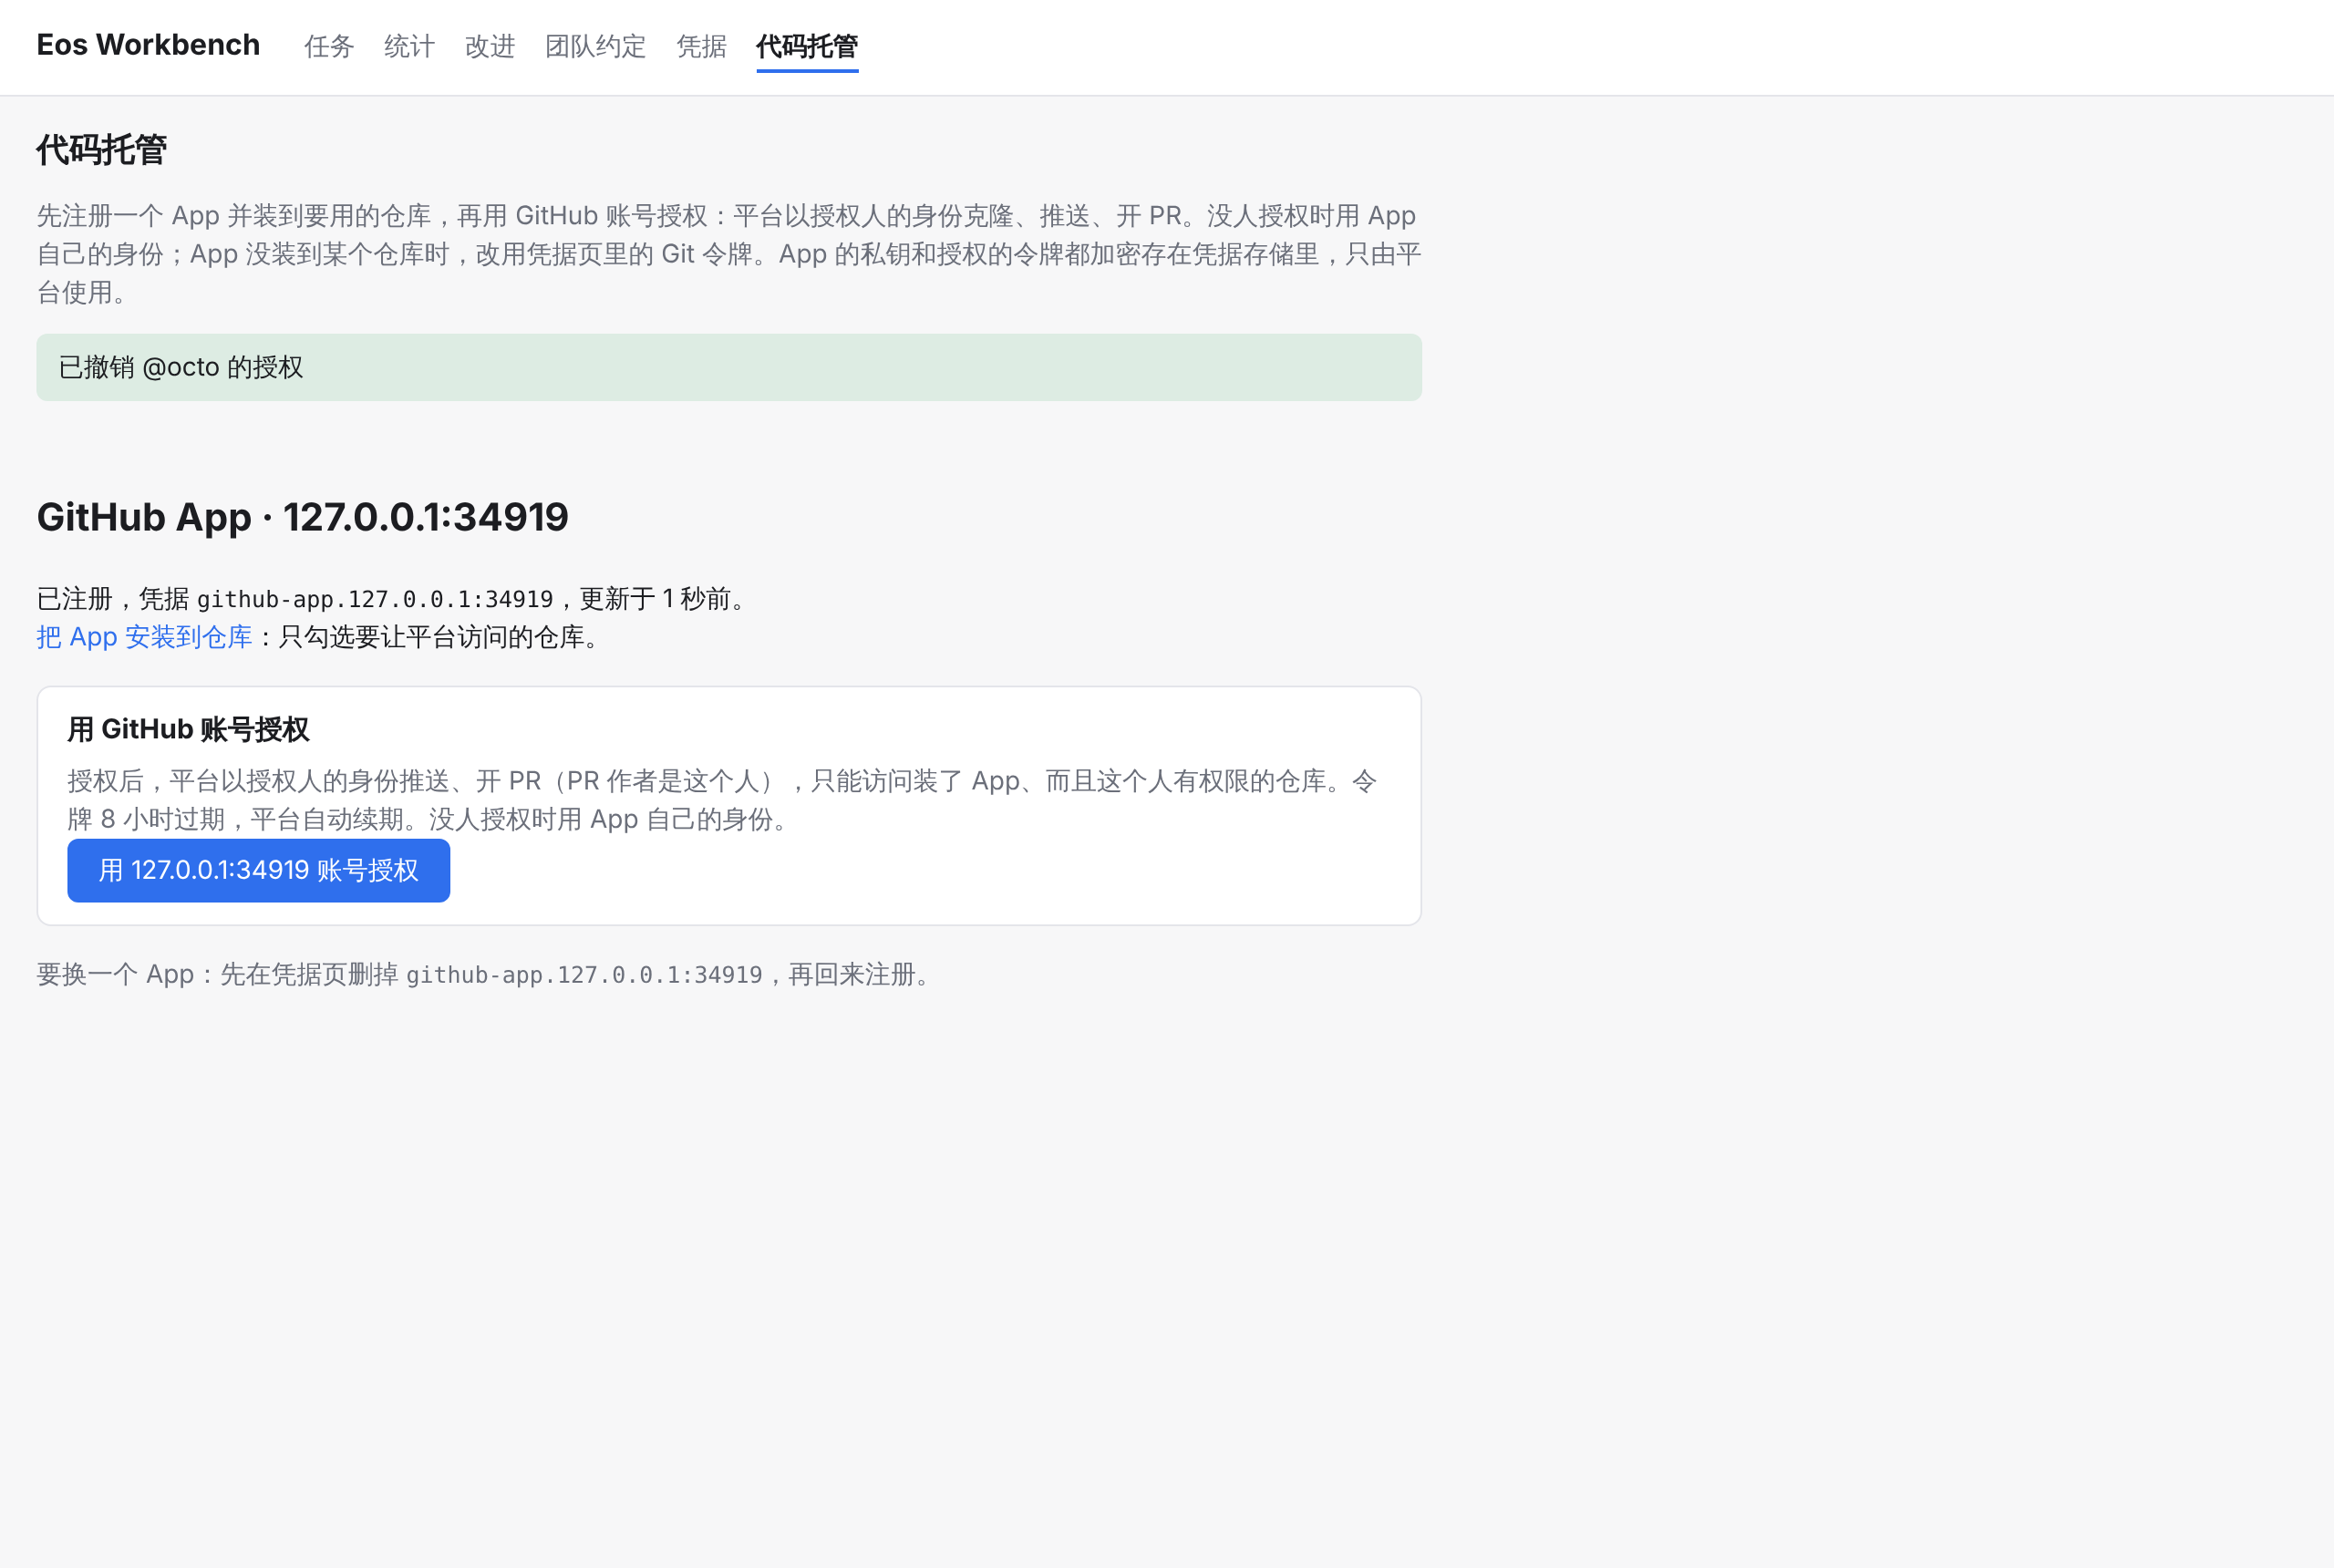 Eos Workbench 任务 统计 改进 团队约定 凭据 代码托管
代码托管
先注册一个 App 并装到要用的仓库，再用 GitHub 账号授权：平台以授权人的身份克隆、推送、开 PR。没人授权时用 App
自己的身份；App 没装到某个仓库时，改用凭据页里的 Git 令牌。App 的私钥和授权的令牌都加密存在凭据存储里，只由平
台使用。
已撤销 @octo 的授权
GitHub App · 127.0.0.1:34919
已注册，凭据 github-app.127.0.0.1:34919，更新于 1 秒前。
把 App 安装到仓库：只勾选要让平台访问的仓库。
用 GitHub 账号授权
授权后，平台以授权人的身份推送、开 PR（PR 作者是这个人），只能访问装了 App、而且这个人有权限的仓库。令
牌 8 小时过期，平台自动续期。没人授权时用 App 自己的身份。
用 127.0.0.1:34919 账号授权
要换一个 App：先在凭据页删掉 github-app.127.0.0.1:34919，再回来注册。